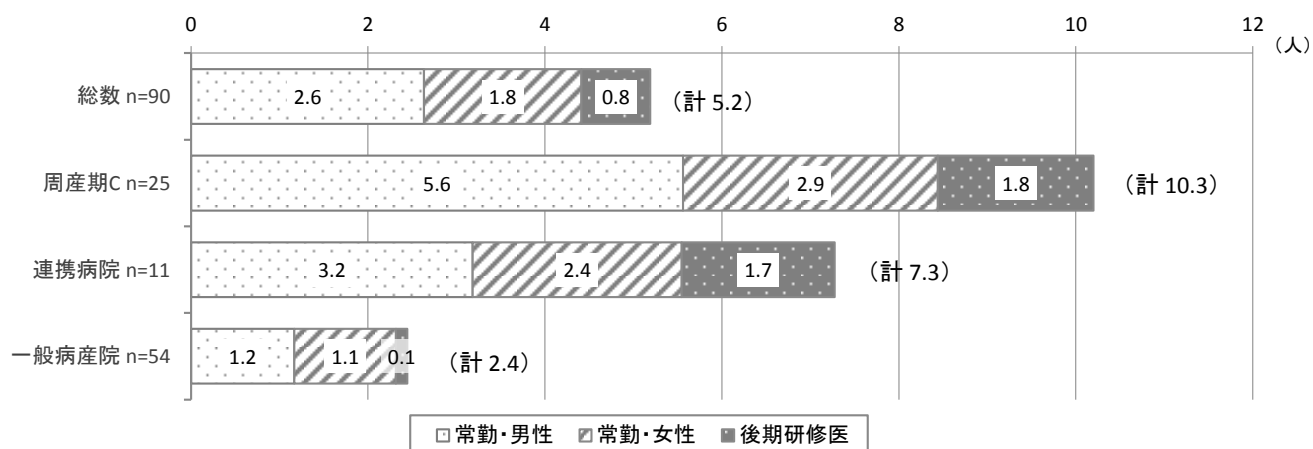 0 2 4 6 8 10 12
（人）
総数 n=90 2.6 1.8 0.8 （計 5.2）
周産期C n=25 5.6 2.9 1.8 （計 10.3）
連携病院 n=11 3.2 2.4 1.7 （計 7.3）
一般病産院 n=54 1.2 1.1 0.1 （計 2.4）
常勤・男性 常勤・女性 後期研修医